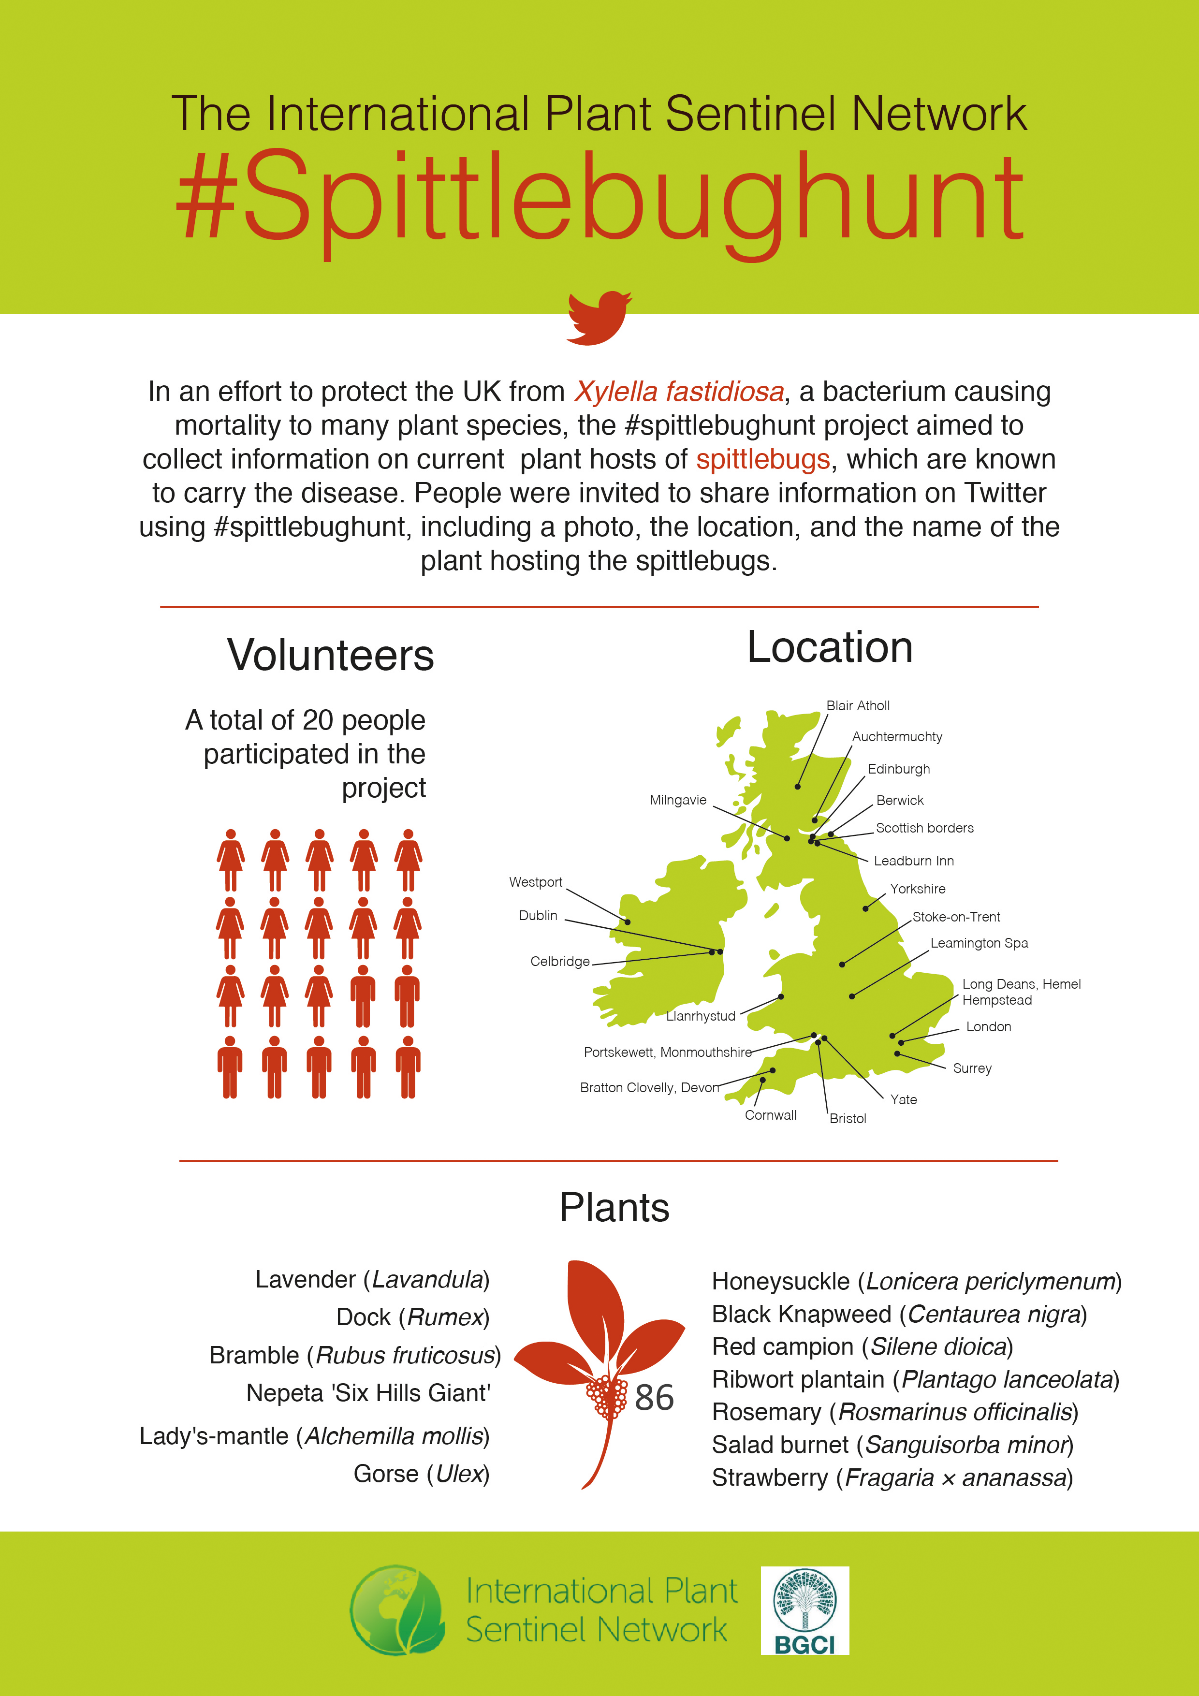 The International Plant Sentinel Network
#Spittlebughunt
In an effort to protect the UK from Xylella fastidiosa, a bacterium causing
mortality to many plant species, the #spittlebughunt project aimed to
collect information on current plant hosts of spittlebugs, which are known
to carry the disease. People were invited to share information on Twitter
using #spittlebughunt, including a photo, the location, and the name of the
plant hosting the spittlebugs.
Volunteers
A total of 20 people
participated in the
project
Location
Blair Atholl
Auchtermuchty
Edinburgh
Milngavie
Berwick
Scottish borders
Leadburn Inn
Westport
Yorkshire
Dublin
Stoke-on-Trent
Leamington Spa
Celbridge
Long Deans, Hemel
Hempstead
Llanrhystud
London
Portskewett, Monmouthshire
Surrey
Bratton Clovelly, Devon
Yate
Cornwall
Bristol
Plants
Lavender (Lavandula)
Dock (Rumex)
Bramble (Rubus fruticosus)
Nepeta 'Six Hills Giant'
Lady's-mantle (Alchemilla mollis)
Gorse (Ulex)
86
Honeysuckle (Lonicera periclymenum)
Black Knapweed (Centaurea nigra)
Red campion (Silene dioica)
Ribwort plantain (Plantago lanceolata)
Rosemary (Rosmarinus officinalis)
Salad burnet (Sanguisorba minor)
Strawberry (Fragaria × ananassa)
International Plant
Sentinel Network
BGCI